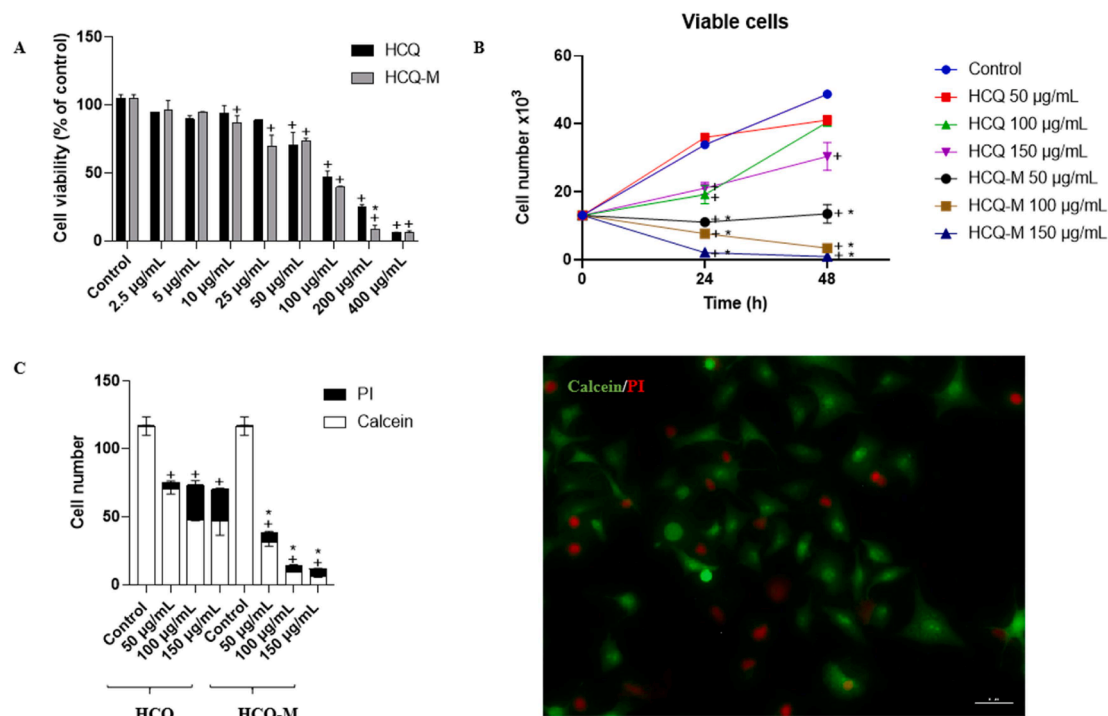 A
Cell viability (% of control)
150
100
50
0
HCQ
HCQ-M
+
+
+
+
+
+
+
+
*
+
+
+
Control
2.5 µg/mL
5 µg/mL
10 µg/mL
25 µg/mL
50 µg/mL
100 µg/mL
200 µg/mL
400 µg/mL
B
Viable cells
Cell number x10³
60
40
20
0
+
+
+ *
+ *
+ *
+
+ *
+ *
+ *
0
24
48
Time (h)
Control
HCQ 50 µg/mL
HCQ 100 µg/mL
HCQ 150 µg/mL
HCQ-M 50 µg/mL
HCQ-M 100 µg/mL
HCQ-M 150 µg/mL
C
Cell number
150
100
50
0
PI
Calcein
+
+
+
*
+
*
+
*
+
Control
50 µg/mL
100 µg/mL
150 µg/mL
Control
50 µg/mL
100 µg/mL
150 µg/mL
HCQ
HCQ-M
Calcein/PI